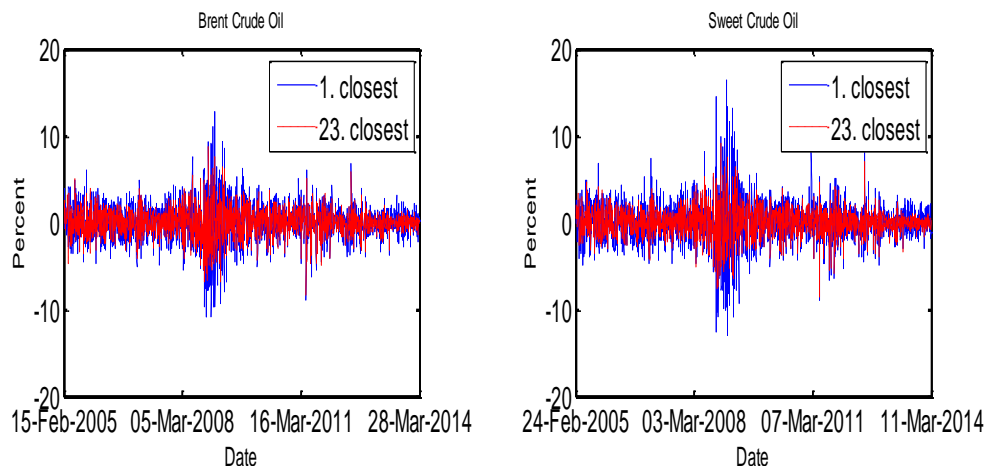 Brent Crude Oil
20
10
0
-10
-20
Percent
1. closest
23. closest
15-Feb-2005 05-Mar-2008 16-Mar-2011 28-Mar-2014
Date
Sweet Crude Oil
20
10
0
-10
-20
Percent
1. closest
23. closest
24-Feb-2005 03-Mar-2008 07-Mar-2011 11-Mar-2014
Date